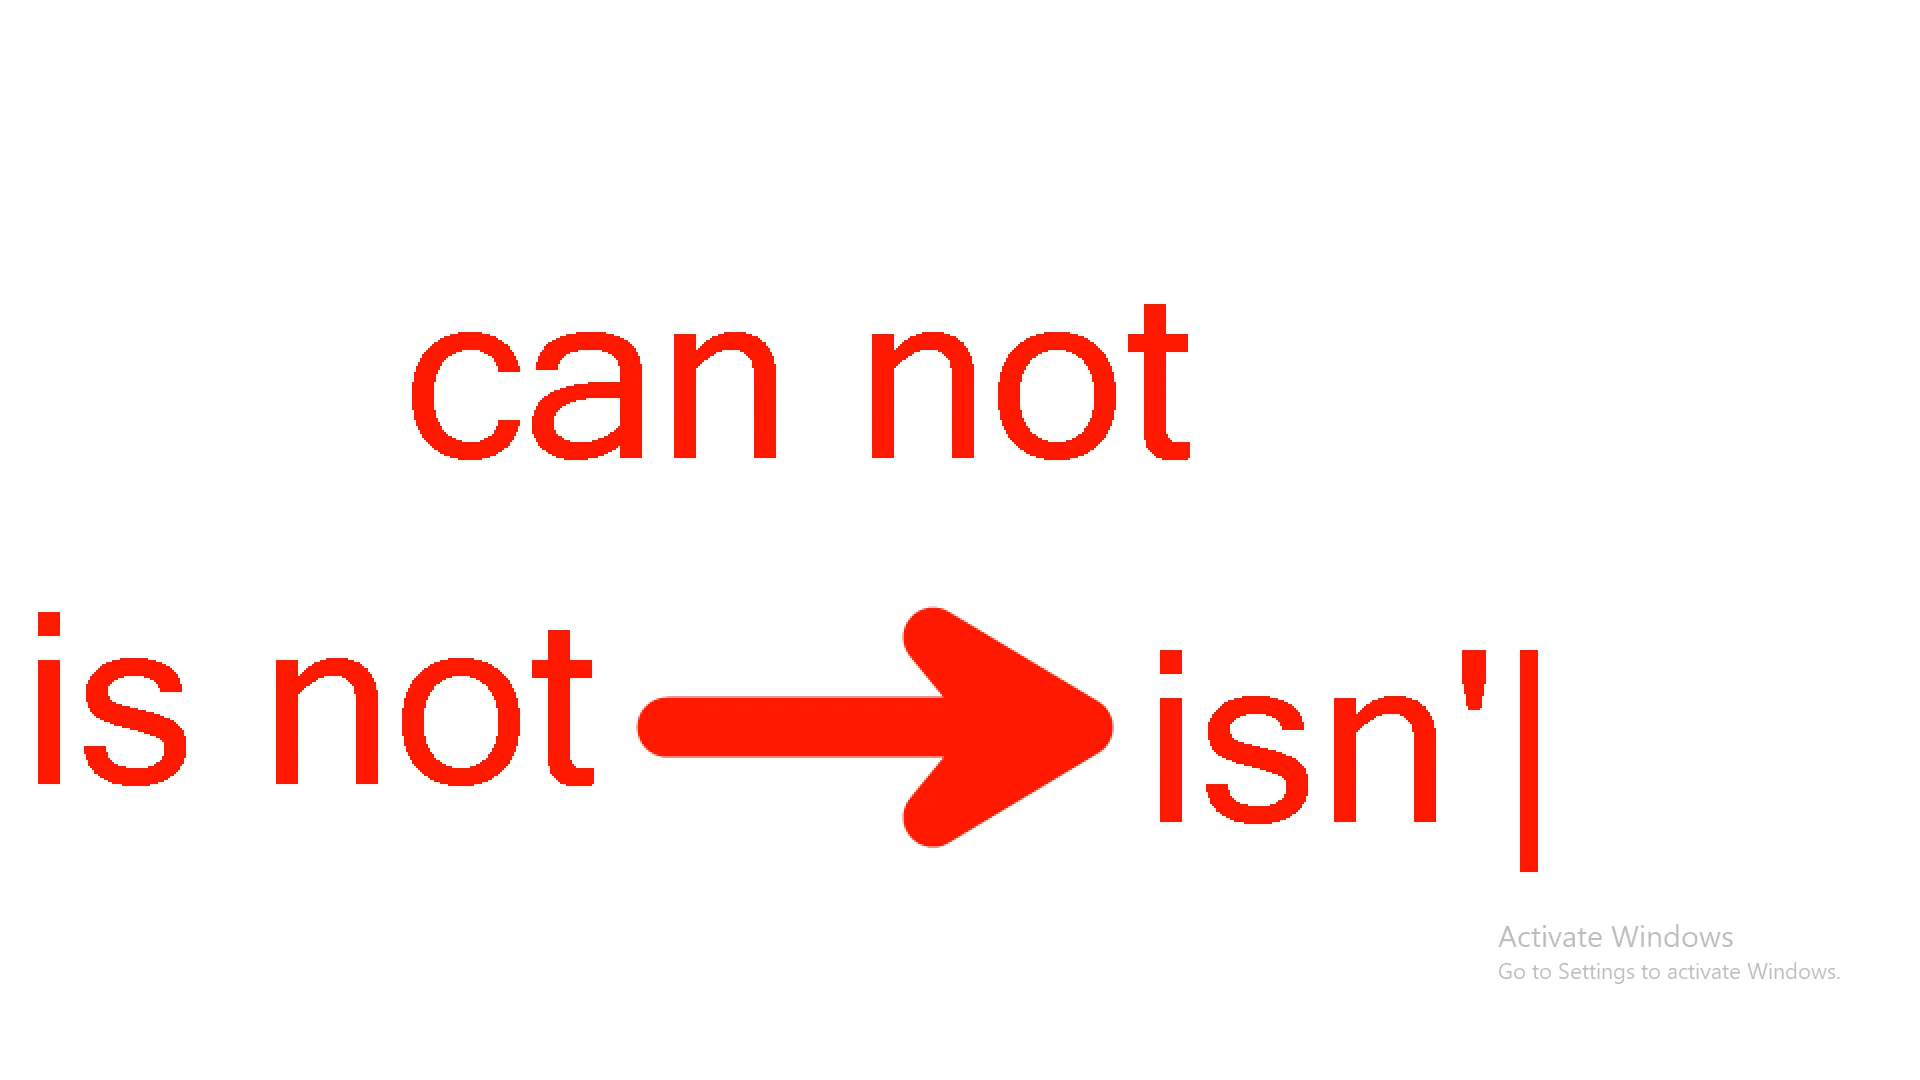 can not
is not isn'|
Activate Windows
Go to Settings to activate Windows.